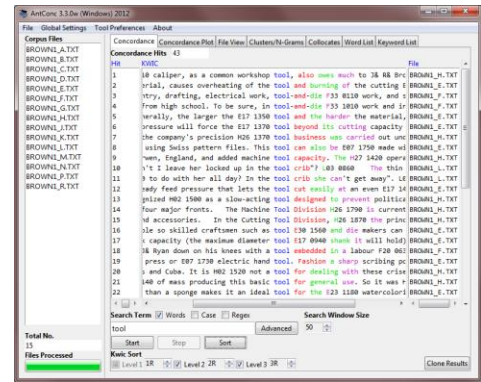 AntConc 3.3.0w (Windows) 2012
File Global Settings Tool Preferences About
Corpus Files
BROWN1_A.TXT
BROWN1_B.TXT
BROWN1_C.TXT
BROWN1_D.TXT
BROWN1_E.TXT
BROWN1_F.TXT
BROWN1_G.TXT
BROWN1_H.TXT
BROWN1_J.TXT
BROWN1_K.TXT
BROWN1_L.TXT
BROWN1_M.TXT
BROWN1_N.TXT
BROWN1_P.TXT
BROWN1_R.TXT
Total No.
15
Files Processed
Concordance Concordance Plot File View Clusters/N-Grams Collocates Word List Keyword List
Concordance Hits 43
Hit KWIC File
1 10 caliper, as a common workshop tool, also owes much to J& R& Brc BROWN1_H.TXT
2 erial, causes overheating of the tool and burning of the cutting E BROWN1_E.TXT
3 ntry, drafting, electrical work, tool-and-die F33 0110 work, and s BROWN1_F.TXT
4 from high school. To be sure, in tool-and-die F33 1010 work and ir BROWN1_F.TXT
5 nerally, the larger the E17 1350 tool and the harder the material, BROWN1_E.TXT
6 pressure will force the E17 1370 tool beyond its cutting capacity BROWN1_E.TXT
7 the company's precision H26 1370 tool business was carried out unc BROWN1_H.TXT
8 using Swiss pattern files. This tool can also be E07 1750 made wi BROWN1_E.TXT
9 rwen, England, and added machine tool capacity. The H27 1420 opera BROWN1_H.TXT
10 n't I leave her locked up in the tool crib"? L03 0860 The thin BROWN1_L.TXT
11 9 to do with her all day? In the tool crib she can't get away". L BROWN1_L.TXT
12 eady feed pressure that lets the tool cut easily at an even E17 14 BROWN1_E.TXT
13 gnized H02 1500 as a slow-acting tool designed to prevent politica BROWN1_H.TXT
14 four major fronts. The Machine Tool Division H26 1790 is current BROWN1_H.TXT
15 nd accessories. In the Cutting Tool Division, H26 1870 the princ BROWN1_H.TXT
16 ple so skilled craftsmen such as tool E30 1560 and die makers can BROWN1_E.TXT
17 x capacity (the maximum diameter tool E17 0940 shank it will hold) BROWN1_E.TXT
18 J& Ryan down on his knees with a tool embedded in a labour F20 06 BROWN1_F.TXT
19 press or E07 1730 electric hand tool. Fashion a sharp scribing pc BROWN1_E.TXT
20 s and Cuba. It is H02 1520 not a tool for dealing with these crise BROWN1_H.TXT
21 140 of mass producing this basic tool for general use. So it was H BROWN1_H.TXT
22 than a sponge makes it an ideal tool for the E23 1180 watercolori BROWN1_E.TXT
Search Term Words Case Regex Search Window Size
tool Advanced 50
Start Stop Sort
Kwic Sort
Level 1 1R Level 2 2R Level 3 3R Clone Results